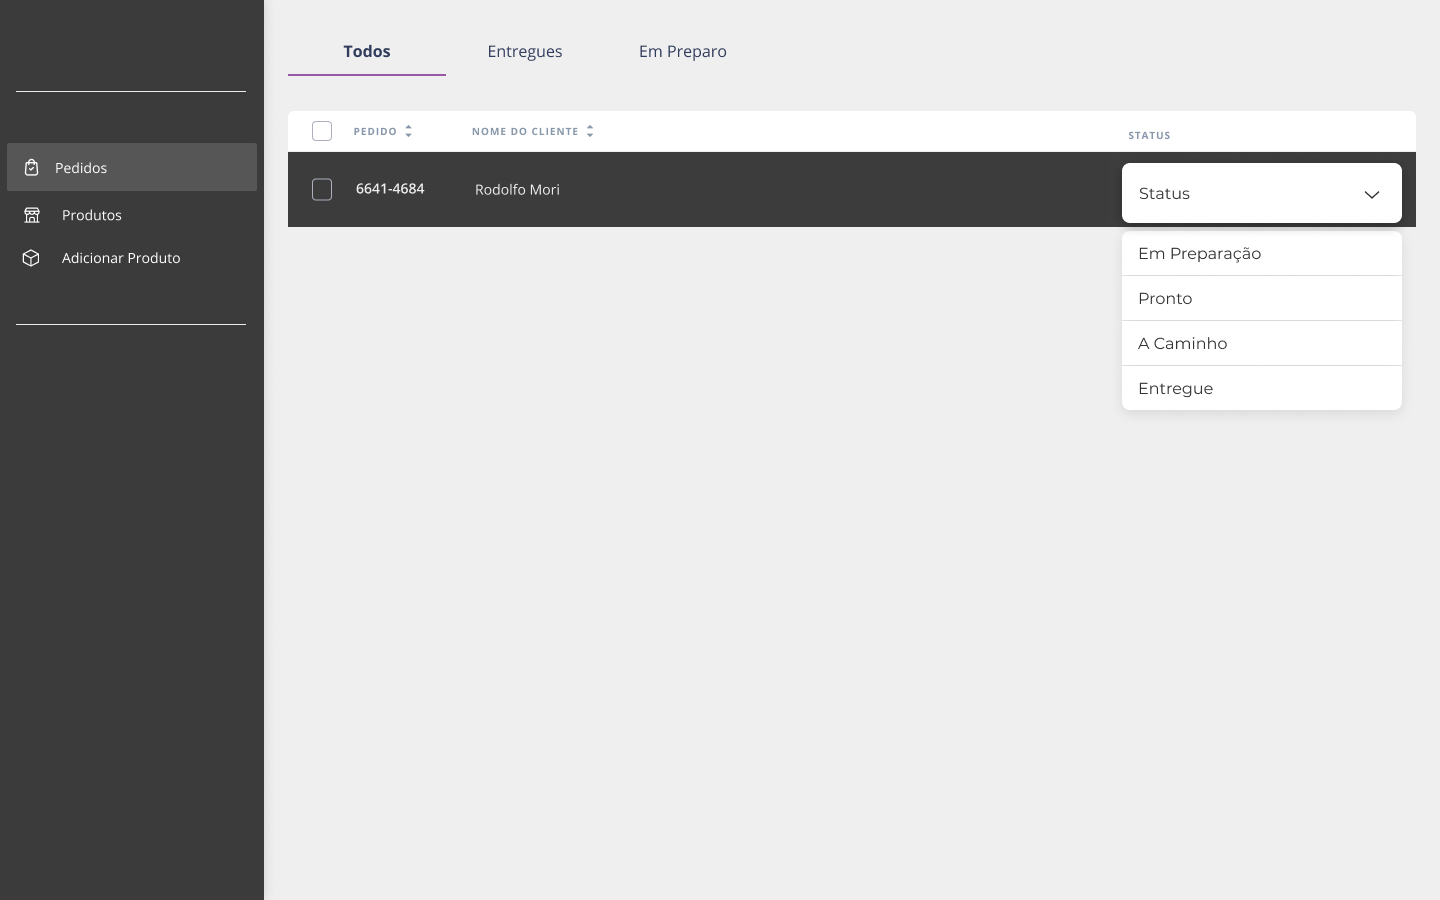 Todos
Entregues
Em Preparo
PEDIDO
NOME DO CLIENTE
STATUS
Pedidos
Produtos
Adicionar Produto
6641-4684
Rodolfo Mori
Status
Em Preparação
Pronto
A Caminho
Entregue